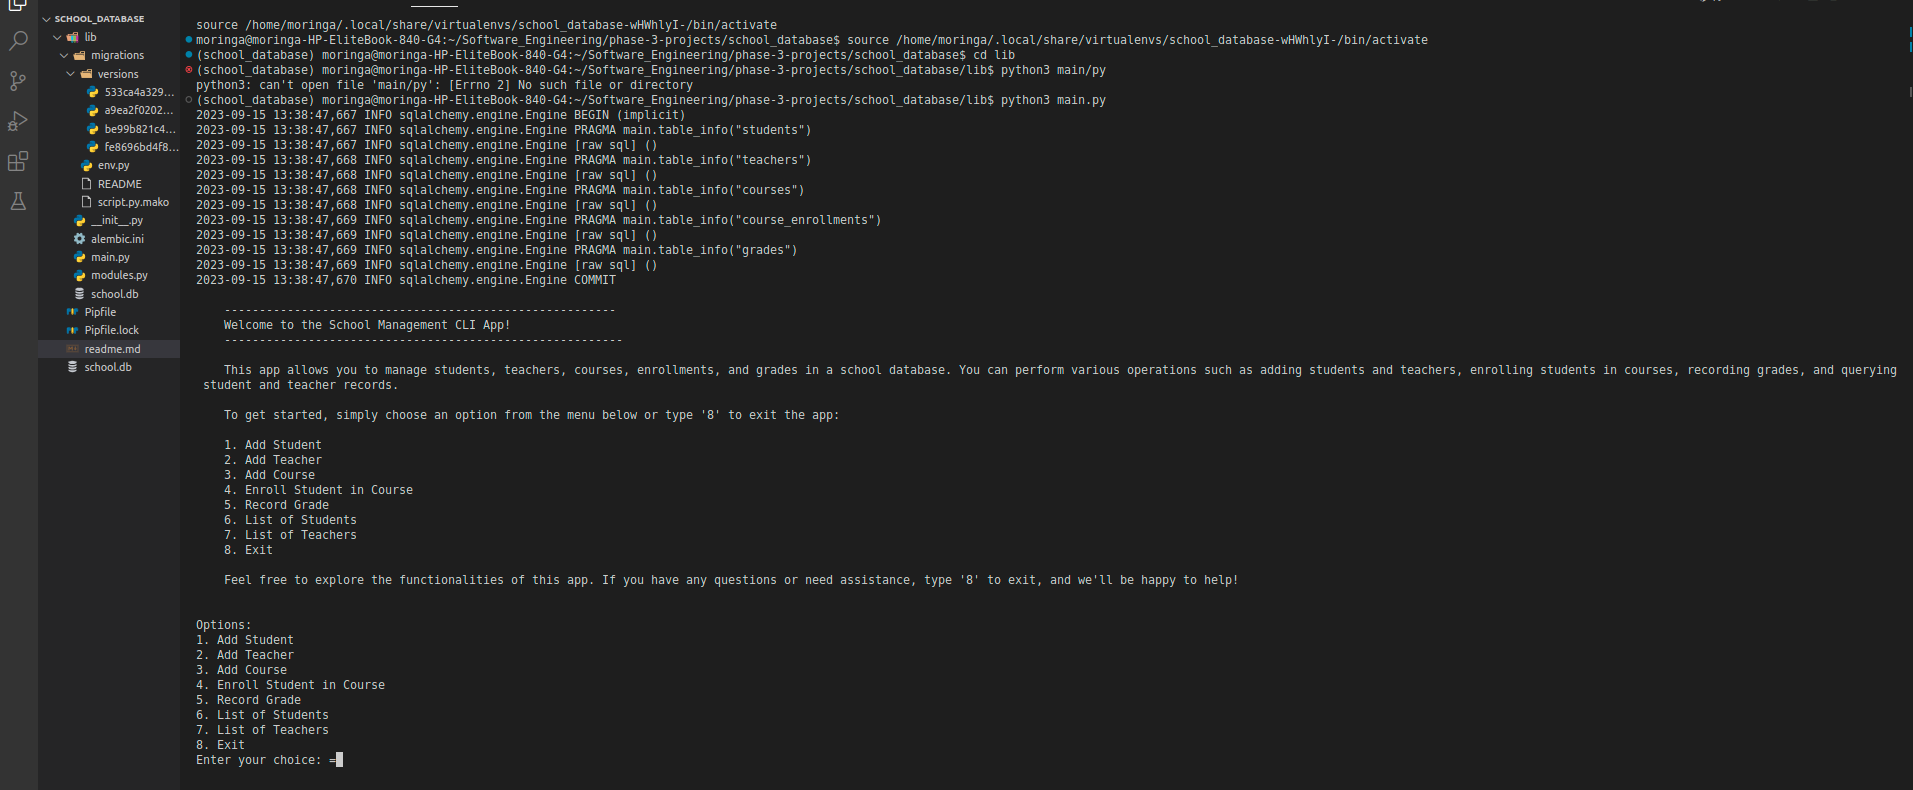 SCHOOL_DATABASE
lib
migrations
versions
533ca4a329...
a9ea2f0202...
be99b821c4...
fe8696bd4f8...
env.py
README
script.py.mako
__init__.py
alembic.ini
main.py
modules.py
school.db
Pipfile
Pipfile.lock
readme.md
school.db
source /home/moringa/.local/share/virtualenvs/school_database-wHWhlyI-/bin/activate
moringa@moringa-HP-EliteBook-840-G4:~/Software_Engineering/phase-3-projects/school_database$ source /home/moringa/.local/share/virtualenvs/school_database-wHWhlyI-/bin/activate
(school_database) moringa@moringa-HP-EliteBook-840-G4:~/Software_Engineering/phase-3-projects/school_database$ cd lib
(school_database) moringa@moringa-HP-EliteBook-840-G4:~/Software_Engineering/phase-3-projects/school_database/lib$ python3 main/py
python3: can't open file 'main/py': [Errno 2] No such file or directory
(school_database) moringa@moringa-HP-EliteBook-840-G4:~/Software_Engineering/phase-3-projects/school_database/lib$ python3 main.py
2023-09-15 13:38:47,667 INFO sqlalchemy.engine.Engine BEGIN (implicit)
2023-09-15 13:38:47,667 INFO sqlalchemy.engine.Engine PRAGMA main.table_info("students")
2023-09-15 13:38:47,667 INFO sqlalchemy.engine.Engine [raw sql] ()
2023-09-15 13:38:47,668 INFO sqlalchemy.engine.Engine PRAGMA main.table_info("teachers")
2023-09-15 13:38:47,668 INFO sqlalchemy.engine.Engine [raw sql] ()
2023-09-15 13:38:47,668 INFO sqlalchemy.engine.Engine PRAGMA main.table_info("courses")
2023-09-15 13:38:47,668 INFO sqlalchemy.engine.Engine [raw sql] ()
2023-09-15 13:38:47,669 INFO sqlalchemy.engine.Engine PRAGMA main.table_info("course_enrollments")
2023-09-15 13:38:47,669 INFO sqlalchemy.engine.Engine [raw sql] ()
2023-09-15 13:38:47,669 INFO sqlalchemy.engine.Engine PRAGMA main.table_info("grades")
2023-09-15 13:38:47,669 INFO sqlalchemy.engine.Engine [raw sql] ()
2023-09-15 13:38:47,670 INFO sqlalchemy.engine.Engine COMMIT
--------------------------------------------------------
Welcome to the School Management CLI App!
---------------------------------------------------------
This app allows you to manage students, teachers, courses, enrollments, and grades in a school database. You can perform various operations such as adding students and teachers, enrolling students in courses, recording grades, and querying
student and teacher records.
To get started, simply choose an option from the menu below or type '8' to exit the app:
1. Add Student
2. Add Teacher
3. Add Course
4. Enroll Student in Course
5. Record Grade
6. List of Students
7. List of Teachers
8. Exit
Feel free to explore the functionalities of this app. If you have any questions or need assistance, type '8' to exit, and we'll be happy to help!
Options:
1. Add Student
2. Add Teacher
3. Add Course
4. Enroll Student in Course
5. Record Grade
6. List of Students
7. List of Teachers
8. Exit
Enter your choice: =